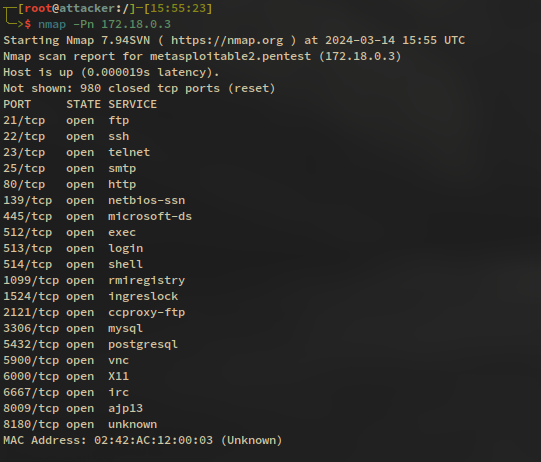 ┌─[root@attacker:/]─[15:55:23]
└─>$ nmap -Pn 172.18.0.3
Starting Nmap 7.94SVN ( https://nmap.org ) at 2024-03-14 15:55 UTC
Nmap scan report for metasploitable2.pentest (172.18.0.3)
Host is up (0.000019s latency).
Not shown: 980 closed tcp ports (reset)
PORT     STATE SERVICE
21/tcp   open  ftp
22/tcp   open  ssh
23/tcp   open  telnet
25/tcp   open  smtp
80/tcp   open  http
139/tcp  open  netbios-ssn
445/tcp  open  microsoft-ds
512/tcp  open  exec
513/tcp  open  login
514/tcp  open  shell
1099/tcp open  rmiregistry
1524/tcp open  ingreslock
2121/tcp open  ccproxy-ftp
3306/tcp open  mysql
5432/tcp open  postgresql
5900/tcp open  vnc
6000/tcp open  X11
6667/tcp open  irc
8009/tcp open  ajp13
8180/tcp open  unknown
MAC Address: 02:42:AC:12:00:03 (Unknown)